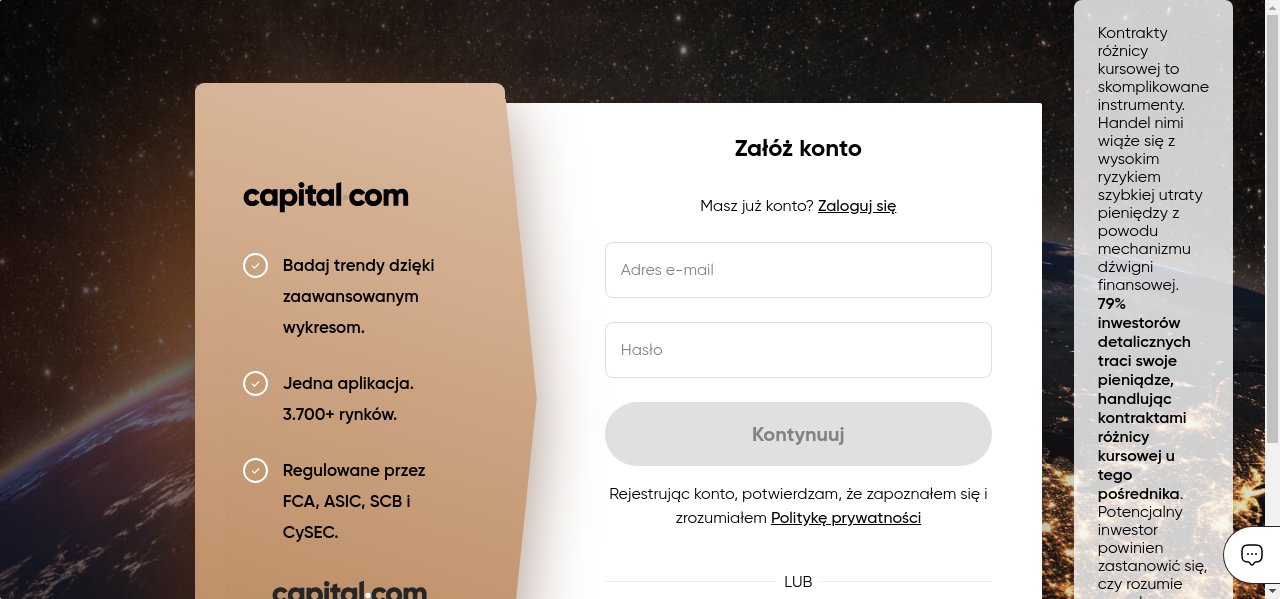 capital com
Badaj trendy dzięki
zaawansowanym
wykresom.
Jedna aplikacja.
3.700+ rynków.
Regulowane przez
FCA, ASIC, SCB i
CySEC.
capital.com
Załóż konto
Masz już konto? Zaloguj się
Adres e-mail
Hasło
Kontynuuj
Rejestrując konto, potwierdzam, że zapoznałem się i
zrozumiałem Politykę prywatności
LUB
Kontrakty
różnicy
kursowej to
skomplikowane
instrumenty.
Handel nimi
wiąże się z
wysokim
ryzykiem
szybkiej utraty
pieniędzy z
powodu
mechanizmu
dźwigni
finansowej.
79%
inwestorów
detalicznych
traci swoje
pieniądze,
handlując
kontraktami
różnicy
kursowej u
tego
pośrednika.
Potencjalny
inwestor
powinien
zastanowić się,
czy rozumie